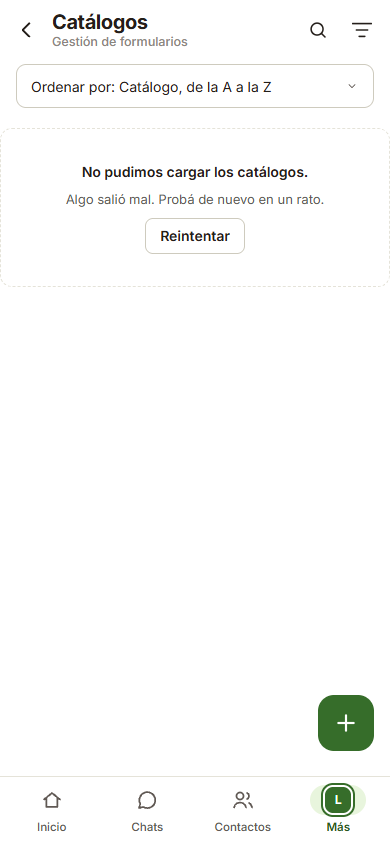 Catálogos
Gestión de formularios
Ordenar por: Catálogo, de la A a la Z
No pudimos cargar los catálogos.
Algo salió mal. Probá de nuevo en un rato.
Reintentar
Inicio
Chats
Contactos
L
Más